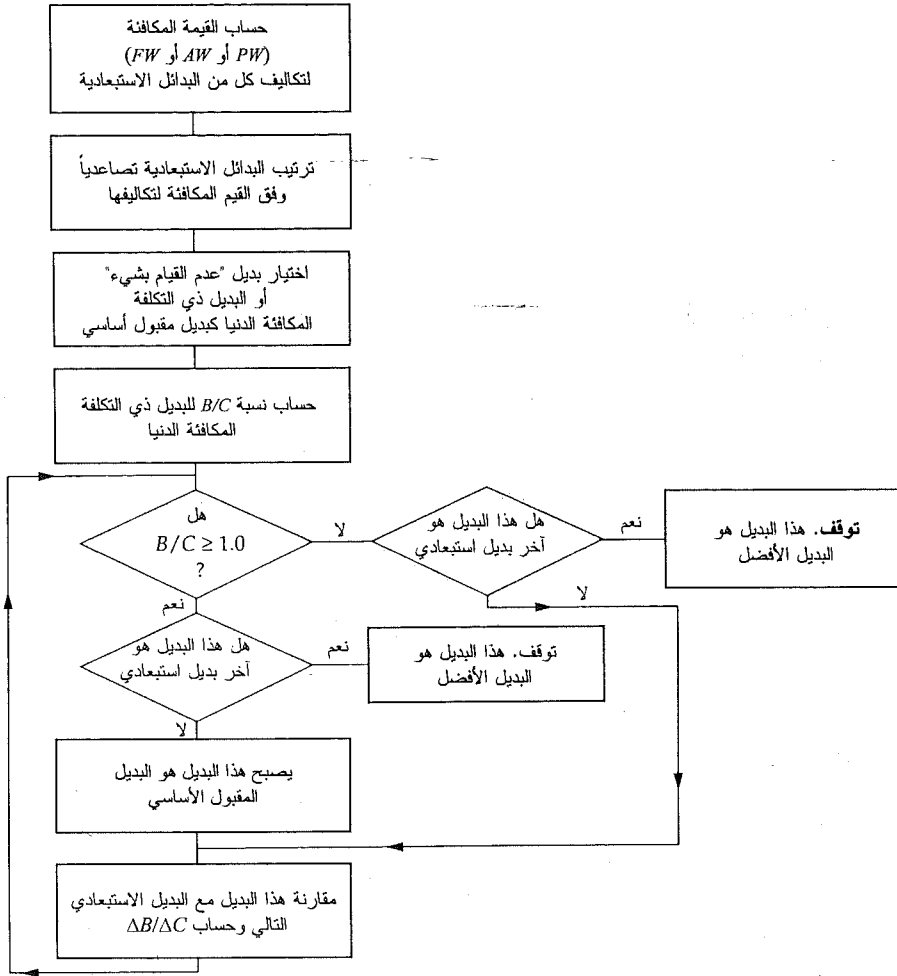 حساب القيمة المكافئة
(PW أو AW أو FW)
لتكاليف كل من البدائل الاستبعادية
ترتيب البدائل الاستبعادية تصاعدياً
وفق القيم المكافئة لتكاليفها
اختيار بديل "عدم القيام بشيء"
أو البديل ذي التكلفة
المكافئة الدنيا كبديل مقبول أساسي
حساب نسبة B/C للبديل ذي التكلفة
المكافئة الدنيا
هل
B/C ≥ 1.0
?
لا
هل هذا البديل هو
آخر بديل استبعادي
نعم
توقف. هذا البديل هو
البديل الأفضل
لا
نعم
هل هذا البديل هو
آخر بديل استبعادي
نعم
توقف. هذا البديل هو
البديل الأفضل
لا
يصبح هذا البديل هو البديل
المقبول الأساسي
مقارنة هذا البديل مع البديل الاستبعادي
التالي وحساب ΔB/ΔC